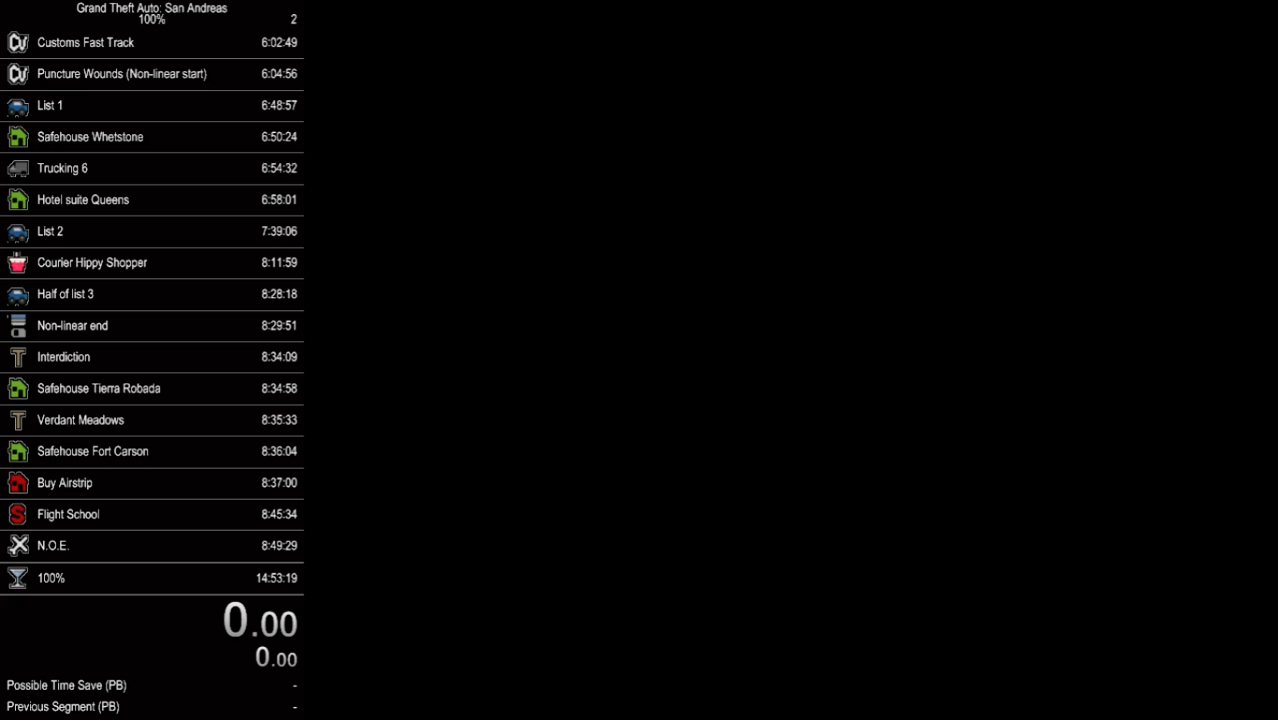 Grand Theft Auto: San Andreas
100% 2
Customs Fast Track 6:02:49
Puncture Wounds (Non-linear start) 6:04:56
List 1 6:48:57
Safehouse Whetstone 6:50:24
Trucking 6 6:54:32
Hotel suite Queens 6:58:01
List 2 7:39:06
Courier Hippy Shopper 8:11:59
Half of list 3 8:28:18
Non-linear end 8:29:51
Interdiction 8:34:09
Safehouse Tierra Robada 8:34:58
Verdant Meadows 8:35:33
Safehouse Fort Carson 8:36:04
Buy Airstrip 8:37:00
Flight School 8:45:34
N.O.E. 8:49:29
100% 14:53:19
0.00
0.00
Possible Time Save (PB) -
Previous Segment (PB) -